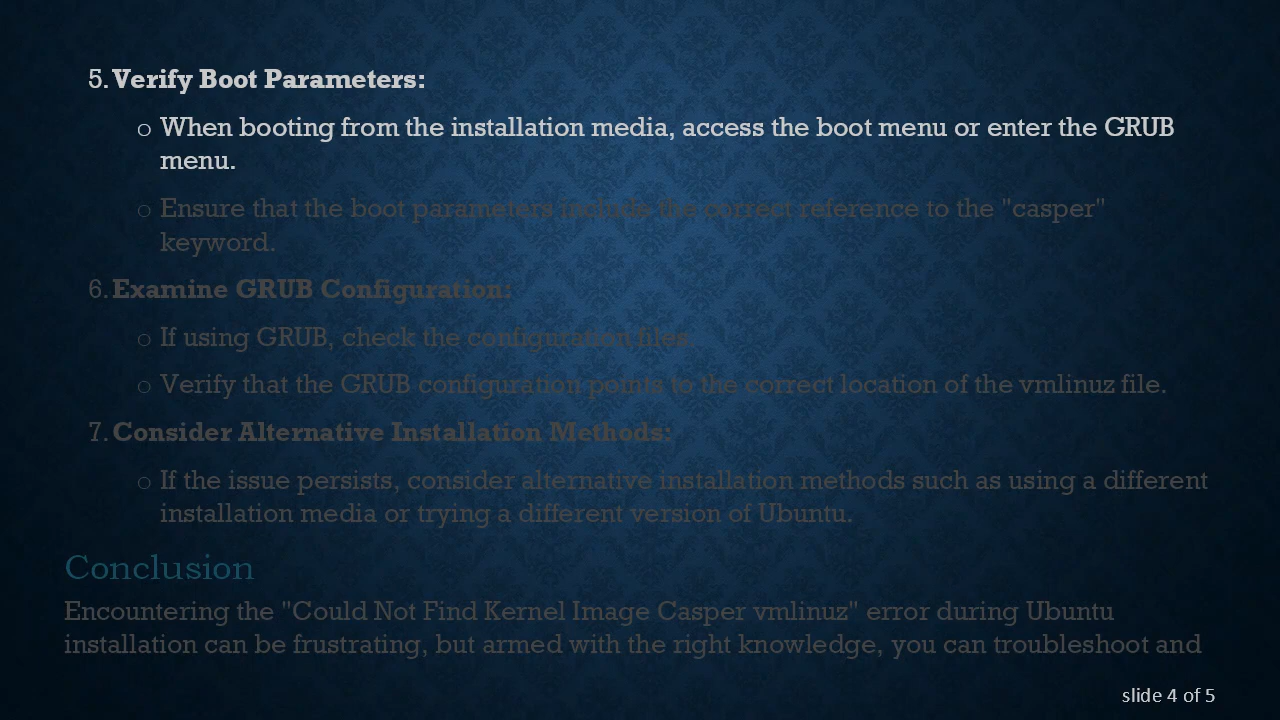 5. Verify Boot Parameters:
o When booting from the installation media, access the boot menu or enter the GRUB
menu.
o Ensure that the boot parameters include the correct reference to the "casper"
keyword.
6. Examine GRUB Configuration:
o If using GRUB, check the configuration files.
o Verify that the GRUB configuration points to the correct location of the vmlinuz file.
7. Consider Alternative Installation Methods:
o If the issue persists, consider alternative installation methods such as using a different
installation media or trying a different version of Ubuntu.
Conclusion
Encountering the "Could Not Find Kernel Image Casper vmlinuz" error during Ubuntu
installation can be frustrating, but armed with the right knowledge, you can troubleshoot and
slide 4 of 5